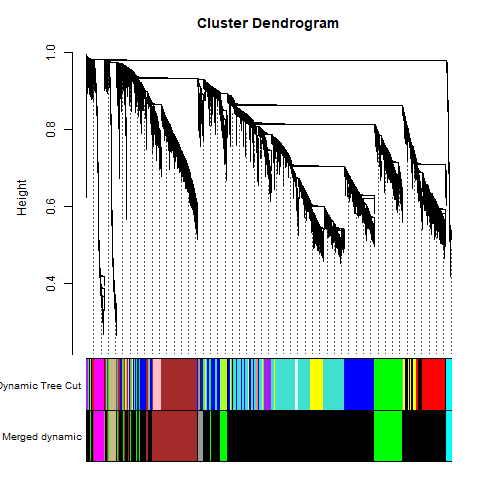 Cluster Dendrogram
Height
1.0
0.8
0.6
0.4
Dynamic Tree Cut
Merged dynamic